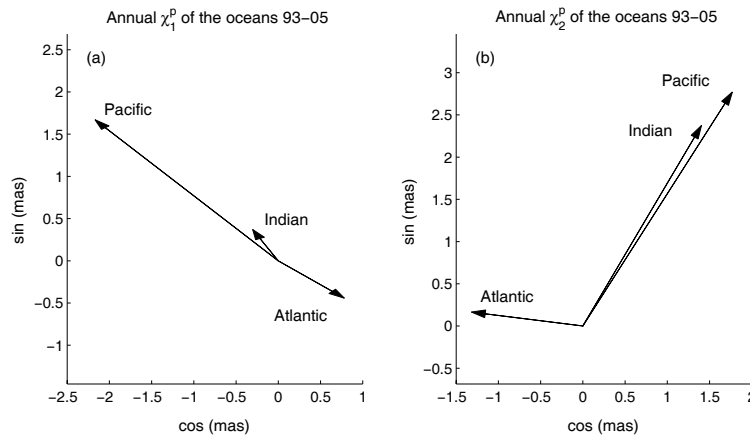 Annual χ₁ᵖ of the oceans 93−05
(a)
Pacific
Indian
Atlantic
2.5
2
1.5
1
0.5
0
−0.5
−1
sin (mas)
−2.5 −2 −1.5 −1 −0.5 0 0.5 1
cos (mas)
Annual χ₂ᵖ of the oceans 93−05
(b)
Pacific
Indian
Atlantic
3
2.5
2
1.5
1
0.5
0
−0.5
sin (mas)
−1.5 −1 −0.5 0 0.5 1 1.5 2
cos (mas)